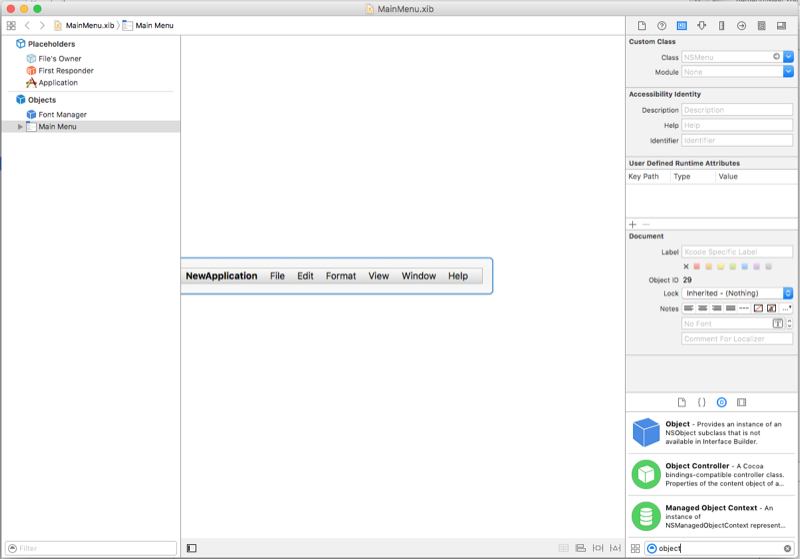 MainMenu.xib
MainMenu.xib Main Menu
Placeholders
File's Owner
First Responder
Application
Objects
Font Manager
Main Menu
Filter
NewApplication File Edit Format View Window Help
Custom Class
Class NSMenu
Module None
Accessibility Identity
Description Description
Help Help
Identifier Identifier
User Defined Runtime Attributes
Key Path Type Value
Document
Label Xcode Specific Label
Object ID 29
Lock Inherited - (Nothing)
Notes
No Font
Comment For Localizer
Object - Provides an instance of an
NSObject subclass that is not
available in Interface Builder.
Object Controller - A Cocoa
bindings-compatible controller class.
Properties of the content object of a...
Managed Object Context - An
instance of
NSManagedObjectContext represent...
object